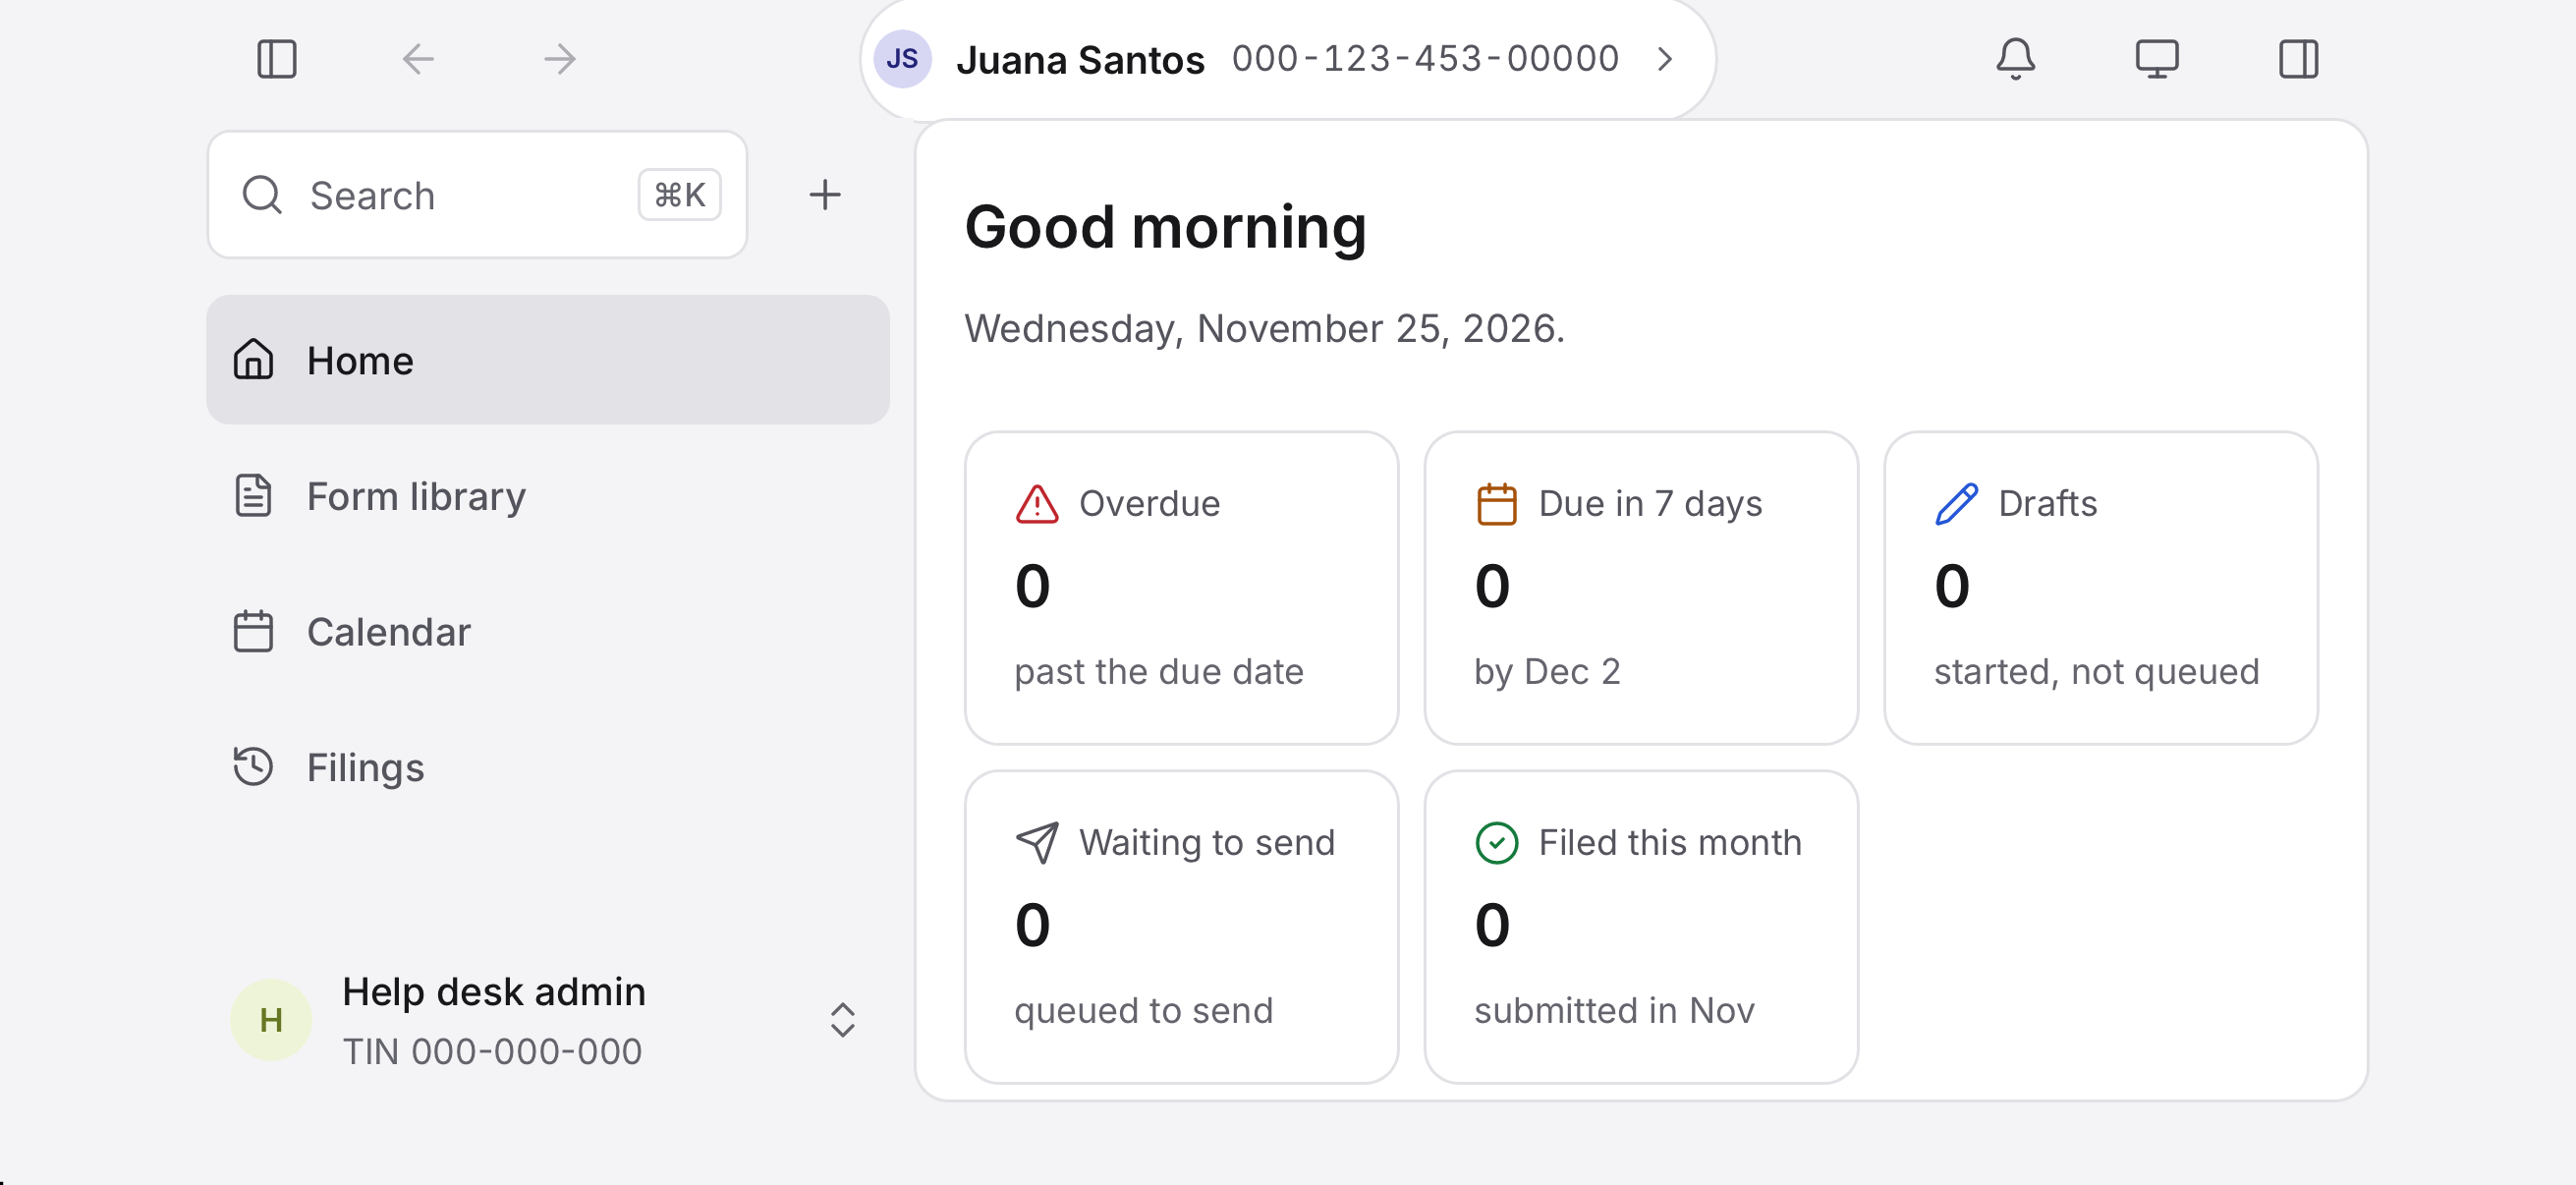 JS Juana Santos 000-123-453-00000
Search ⌘K
Home
Form library
Calendar
Filings
H
Help desk admin
TIN 000-000-000
Good morning
Wednesday, November 25, 2026.
Overdue
0
past the due date
Due in 7 days
0
by Dec 2
Drafts
0
started, not queued
Waiting to send
0
queued to send
Filed this month
0
submitted in Nov